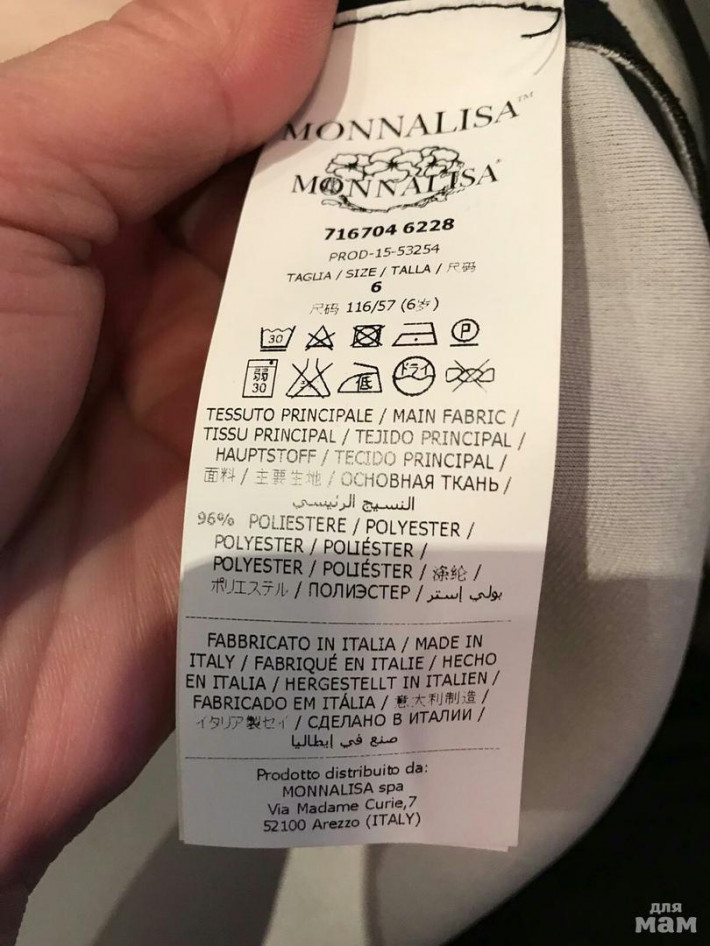 MONNALISA™
MONNALISA
716704 6228
PROD-15-53254
TAGLIA / SIZE / TALLA / 尺码
6
尺码 116/57 (6岁)
30
弱
30
低
ドライ
TESSUTO PRINCIPALE / MAIN FABRIC /
TISSU PRINCIPAL / TEJIDO PRINCIPAL /
HAUPTSTOFF / TECIDO PRINCIPAL /
面料 / 主要生地 / ОСНОВНАЯ ТКАНЬ /
النسيج الرئيسي
96% POLIESTERE / POLYESTER /
POLYESTER / POLIÉSTER /
POLYESTER / POLIÉSTER / 涤纶 /
ポリエステル / ПОЛИЭСТЕР / بولي إستر
FABBRICATO IN ITALIA / MADE IN
ITALY / FABRIQUÉ EN ITALIE / HECHO
EN ITALIA / HERGESTELLT IN ITALIEN /
FABRICADO EM ITÁLIA / 意大利制造 /
イタリア製セイ / СДЕЛАНО В ИТАЛИИ /
صنع في إيطاليا
Prodotto distribuito da:
MONNALISA spa
Via Madame Curie,7
52100 Arezzo (ITALY)
для
мам